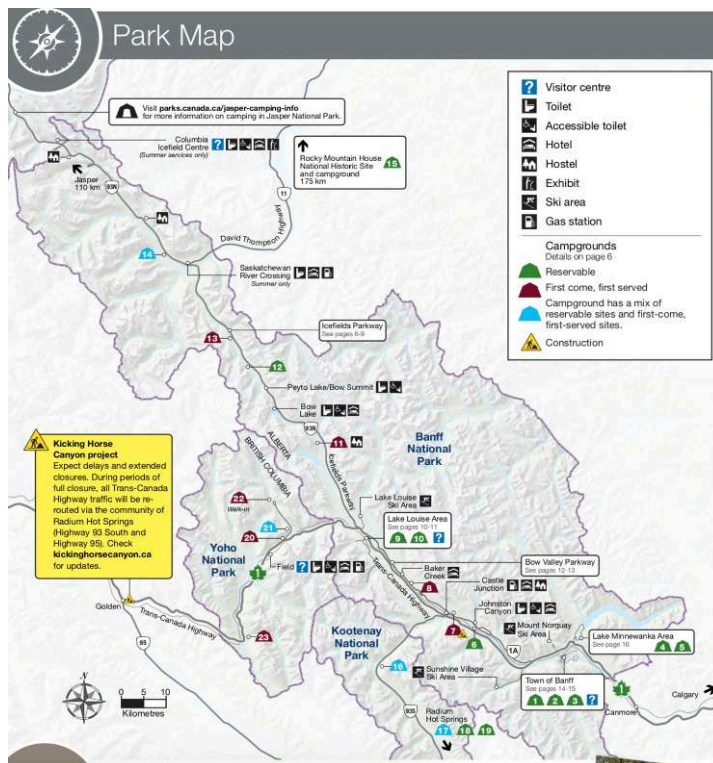 Park Map
Visit parks.canada.ca/jasper-camping-info
for more information on camping in Jasper National Park.
Columbia
Icefield Centre
(Summer services only)
?
Jasper
110 km
93N
Rocky Mountain House
National Historic Site
and campground
175 km
15
11
David Thompson Highway
14
Saskatchewan
River Crossing
Summer only
? Visitor centre
Toilet
Accessible toilet
Hotel
Hostel
Exhibit
Ski area
Gas station
Campgrounds
Details on page 6
Reservable
First come, first served
Campground has a mix of
reservable sites and first-come,
first-served sites.
Construction
Icefields Parkway
See pages 8-9
13
12
Peyto Lake/Bow Summit
Bow
Lake
93N
11
Icefields Parkway
ALBERTA
BRITISH COLUMBIA
Banff
National
Park
Kicking Horse
Canyon project
Expect delays and extended
closures. During periods of
full closure, all Trans-Canada
Highway traffic will be re-
routed via the community of
Radium Hot Springs
(Highway 93 South and
Highway 95). Check
kickinghorsecanyon.ca
for updates.
22
Walk-in
21
20
Yoho
National
Park
1
Field ?
Lake Louise
Ski Area
Lake Louise Area
See pages 10-11
9 10 ?
Bow Valley Parkway
See pages 12-13
Trans-Canada Highway
Baker
Creek
8
Castle
Junction
Johnston
Canyon
7
6
Mount Norquay
Ski Area
1A
Lake Minnewanka Area
See page 16
4 5
Golden
Trans-Canada Highway
95
23
Kootenay
National
Park
16
Sunshine Village
Ski Area
Town of Banff
See pages 14-15
1 2 3 ?
1
Canmore
Calgary
N
0 5 10
Kilometres
93S
Radium
Hot Springs
17 18 19